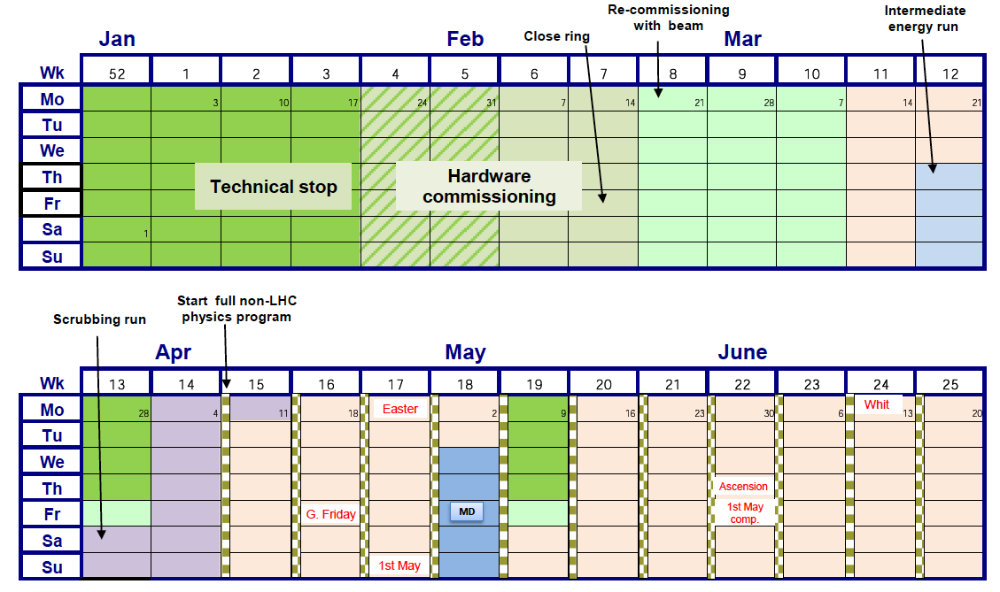 Re-commissioning
with beam
Intermediate
energy run
Close ring
Jan Feb Mar
Wk 52 1 2 3 4 5 6 7 8 9 10 11 12
Mo 3 10 17 24 31 7 14 21 28 7 14 21
Tu
We
Th
Technical stop
Hardware
commissioning
Fr
Sa 1
Su
Start full non-LHC
physics program
Scrubbing run
Apr May June
Wk 13 14 15 16 17 18 19 20 21 22 23 24 25
Mo 28 4 11 18 Easter 2 9 16 23 30 6 Whit 13 20
Tu
We
Th Ascension
Fr G. Friday MD 1st May
comp.
Sa
Su 1st May